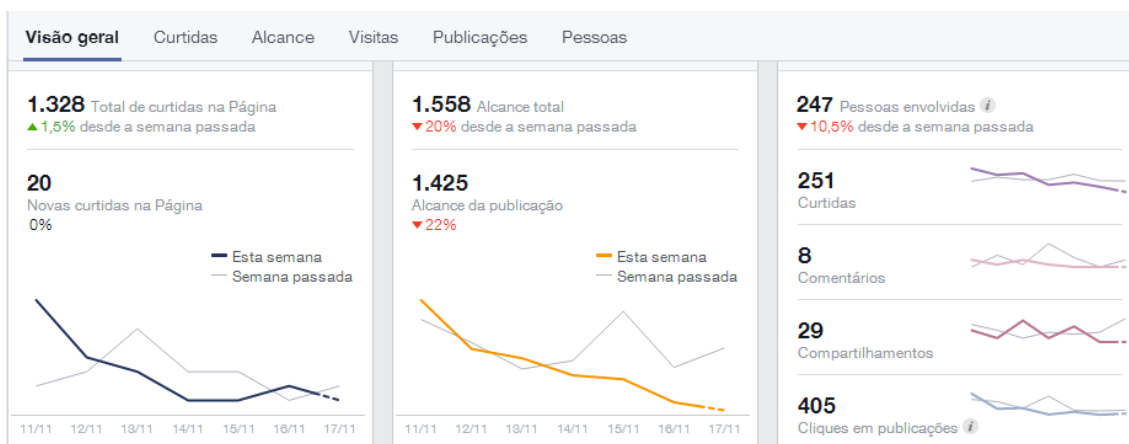 Visão geral Curtidas Alcance Visitas Publicações Pessoas
1.328 Total de curtidas na Página
▲ 1,5% desde a semana passada
20
Novas curtidas na Página
0%
Esta semana
Semana passada
11/11 12/11 13/11 14/11 15/11 16/11 17/11
1.558 Alcance total
▼ 20% desde a semana passada
1.425
Alcance da publicação
▼ 22%
Esta semana
Semana passada
11/11 12/11 13/11 14/11 15/11 16/11 17/11
247 Pessoas envolvidas i
▼ 10,5% desde a semana passada
251
Curtidas
8
Comentários
29
Compartilhamentos
405
Cliques em publicações i